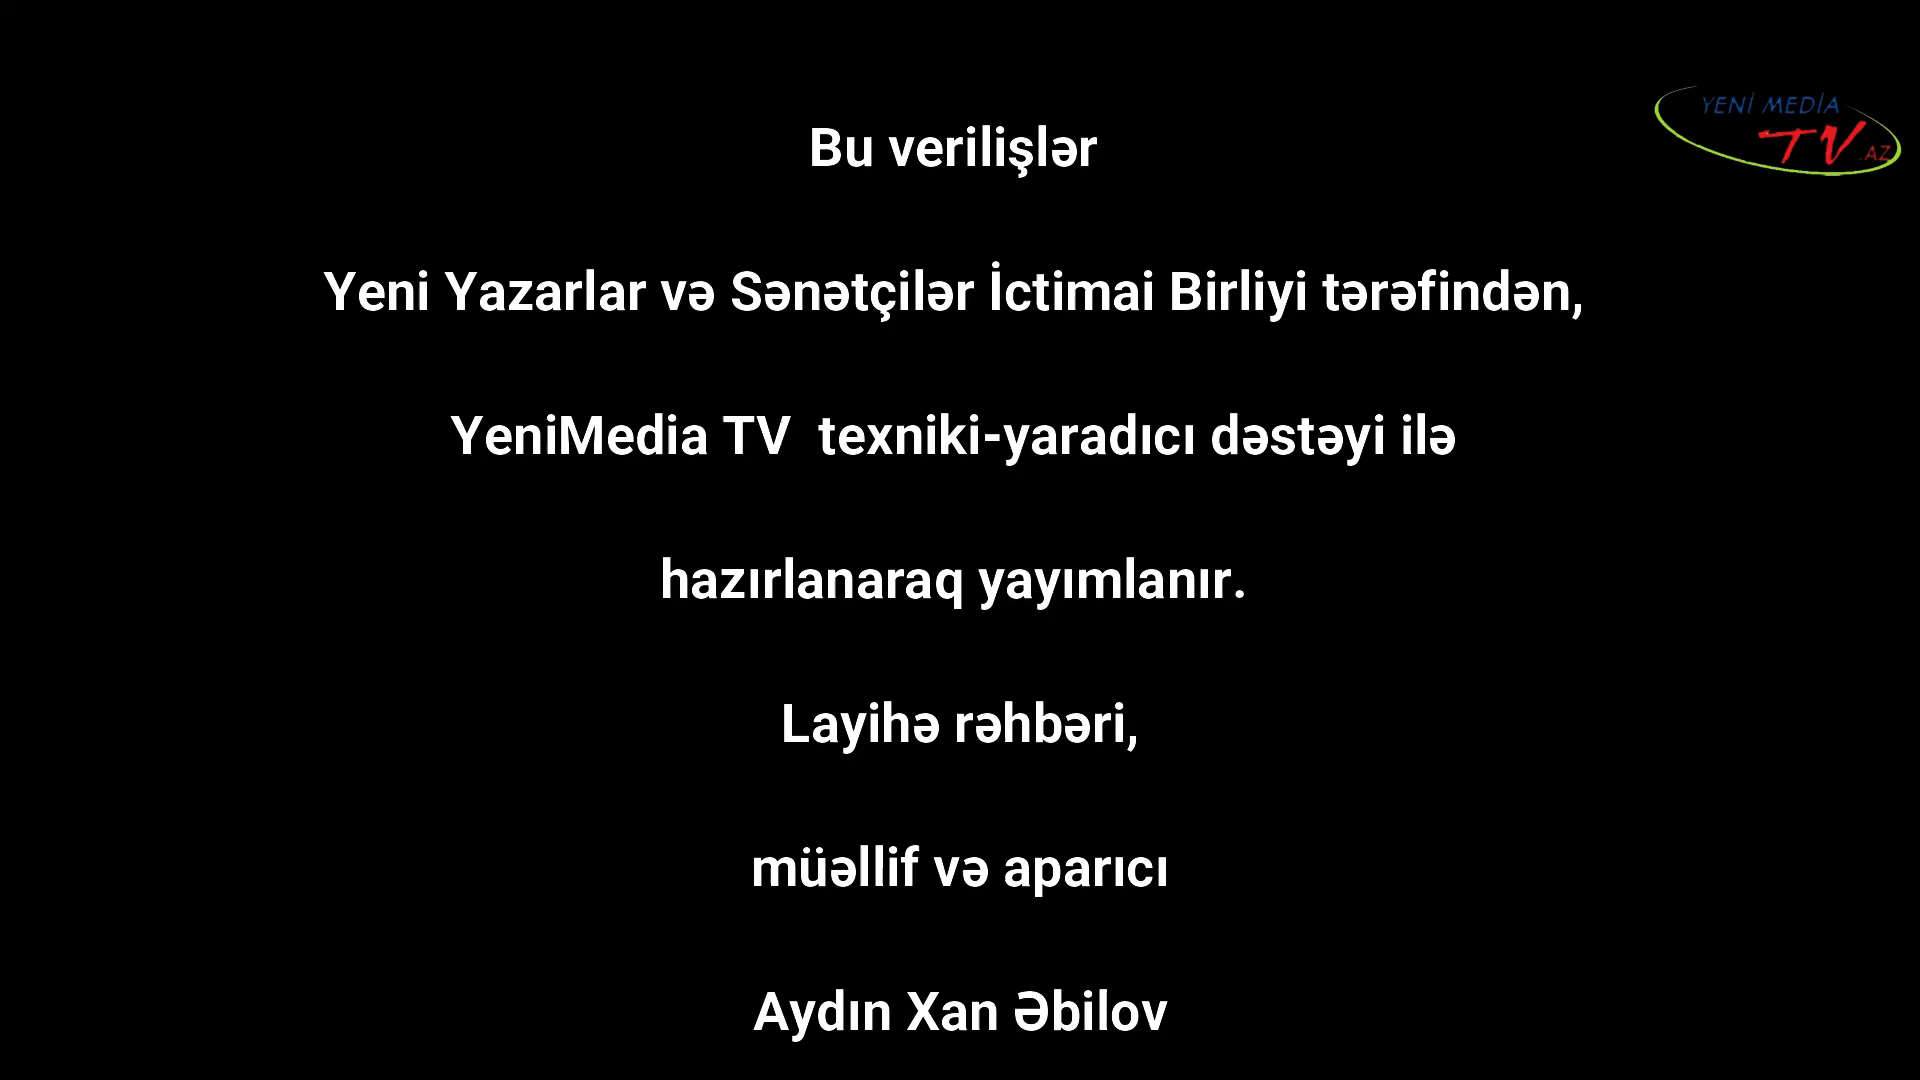 YENİ MEDİA
TV.AZ
Bu verilişlər
Yeni Yazarlar və Sənətçilər İctimai Birliyi tərəfindən,
YeniMedia TV  texniki-yaradıcı dəstəyi ilə
hazırlanaraq yayımlanır.
Layihə rəhbəri,
müəllif və aparıcı
Aydın Xan Əbilov